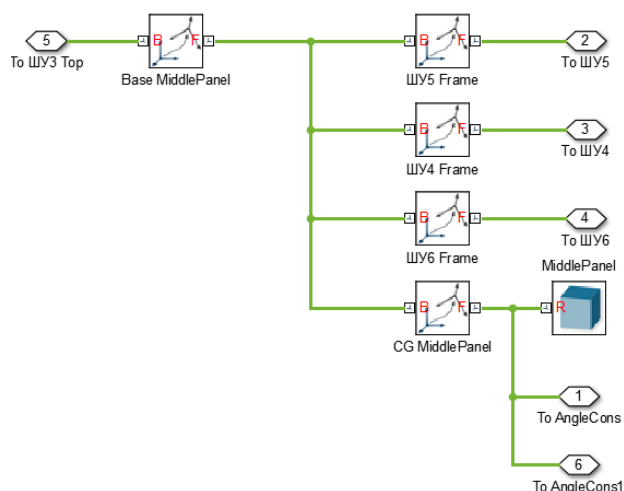 5
To ШУ3 Top
B F
Base MiddlePanel
B F
ШУ5 Frame
2
To ШУ5
B F
ШУ4 Frame
3
To ШУ4
B F
ШУ6 Frame
4
To ШУ6
B F
CG MiddlePanel
MiddlePanel
R
1
To AngleCons
6
To AngleCons1